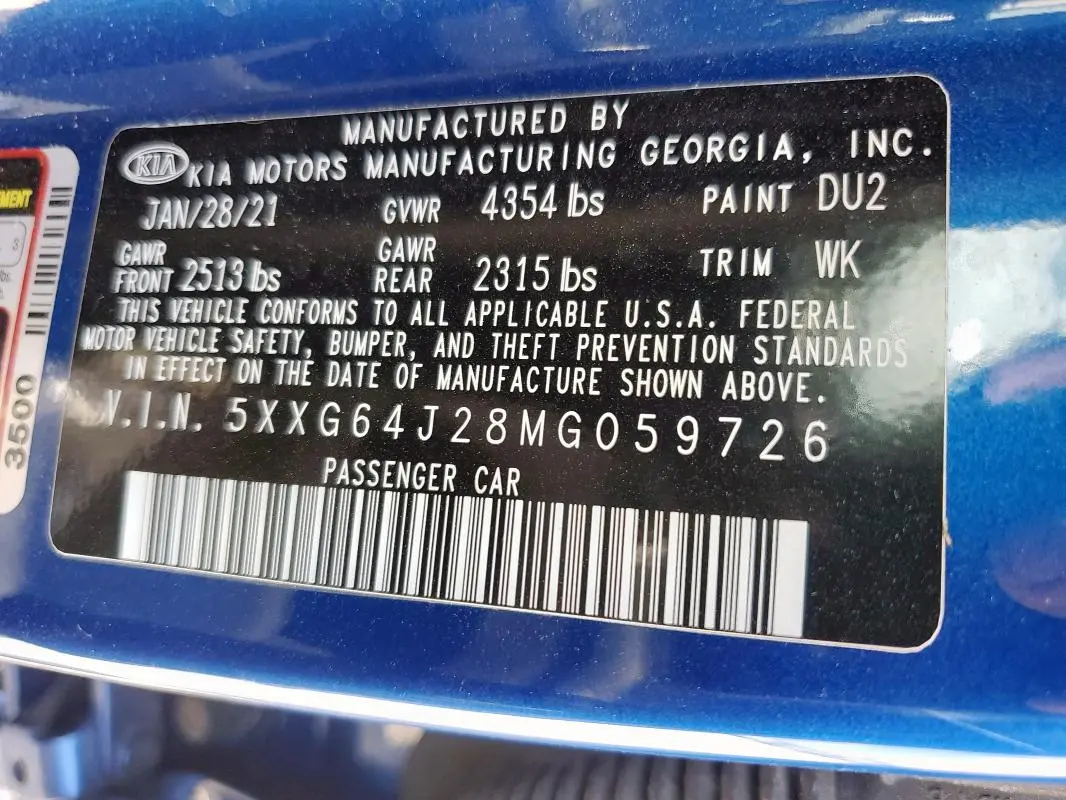 MANUFACTURED BY
KIA KIA MOTORS MANUFACTURING GEORGIA, INC.
JAN/28/21 GVWR 4354 lbs PAINT DU2
GAWR FRONT 2513 lbs GAWR REAR 2315 lbs TRIM WK
THIS VEHICLE CONFORMS TO ALL APPLICABLE U.S.A. FEDERAL
MOTOR VEHICLE SAFETY, BUMPER, AND THEFT PREVENTION STANDARDS
IN EFFECT ON THE DATE OF MANUFACTURE SHOWN ABOVE.
V.I.N. 5XXG64J28MG059726
PASSENGER CAR
3500
3
lbs.